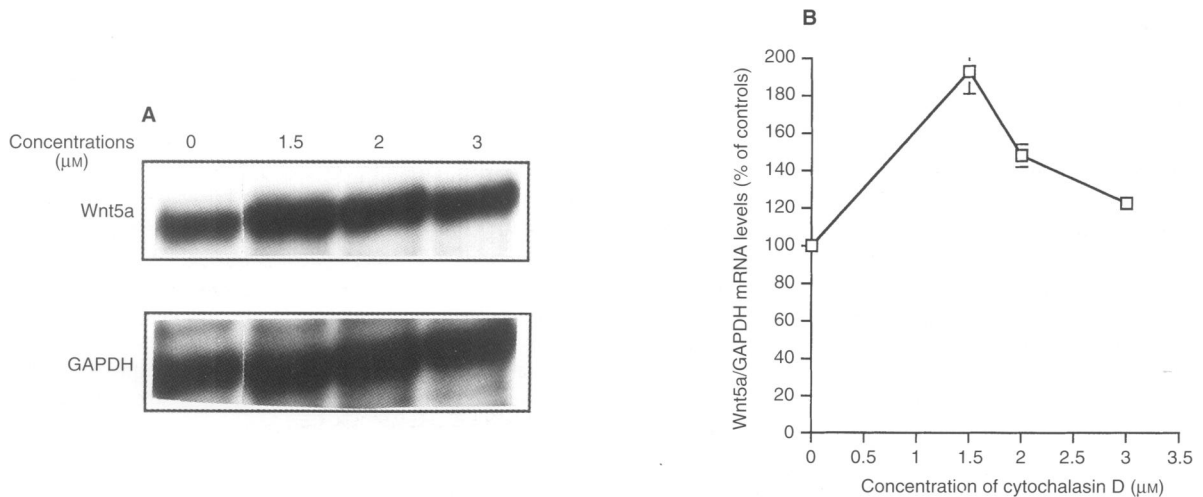 A
Concentrations
(μM)
0 1.5 2 3
Wnt5a
GAPDH
B
Wnt5a/GAPDH mRNA levels (% of controls)
200
180
160
140
120
100
80
60
40
20
0
0 0.5 1 1.5 2 2.5 3 3.5
Concentration of cytochalasin D (μM)